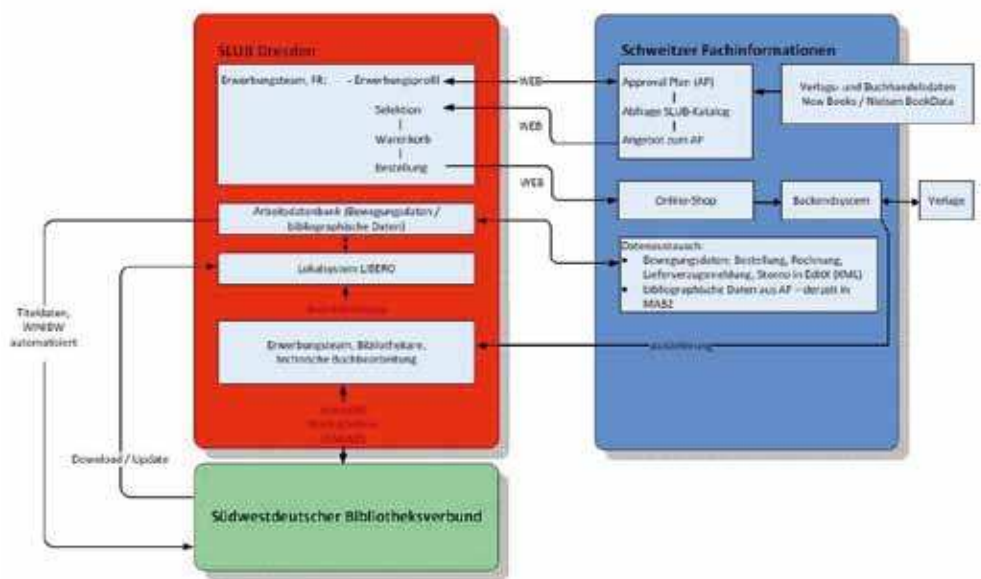 SLUB Dresden
Erwerbungsteam, FR:
- Erwerbungsprofil
Selektion
Warenkorb
Bestellung
Arbeitsdatenbank (Bewegungsdaten /
bibliographische Daten)
Lokalsystem LIBERO
Erwerbungsteam, Bibliothekare,
technische Buchbearbeitung
WEB
WEB
WEB
Schweitzer Fachinformationen
Approval Plan (AP)
Abfrage SLUB-Katalog
Angebot zum AP
Verlags- und Buchhandelsdaten
New Books / Nielsen BookData
Online-Shop
Backendsystem
Verlage
Datenaustausch:
• Bewegungsdaten: Bestellung, Rechnung,
Lieferverzugsmeldung, Storno in EditX (XML)
• bibliographische Daten aus AP – derzeit in
MAB2
Titeldaten,
WinIBW
automatisiert
Download / Update
Südwestdeutscher Bibliotheksverbund